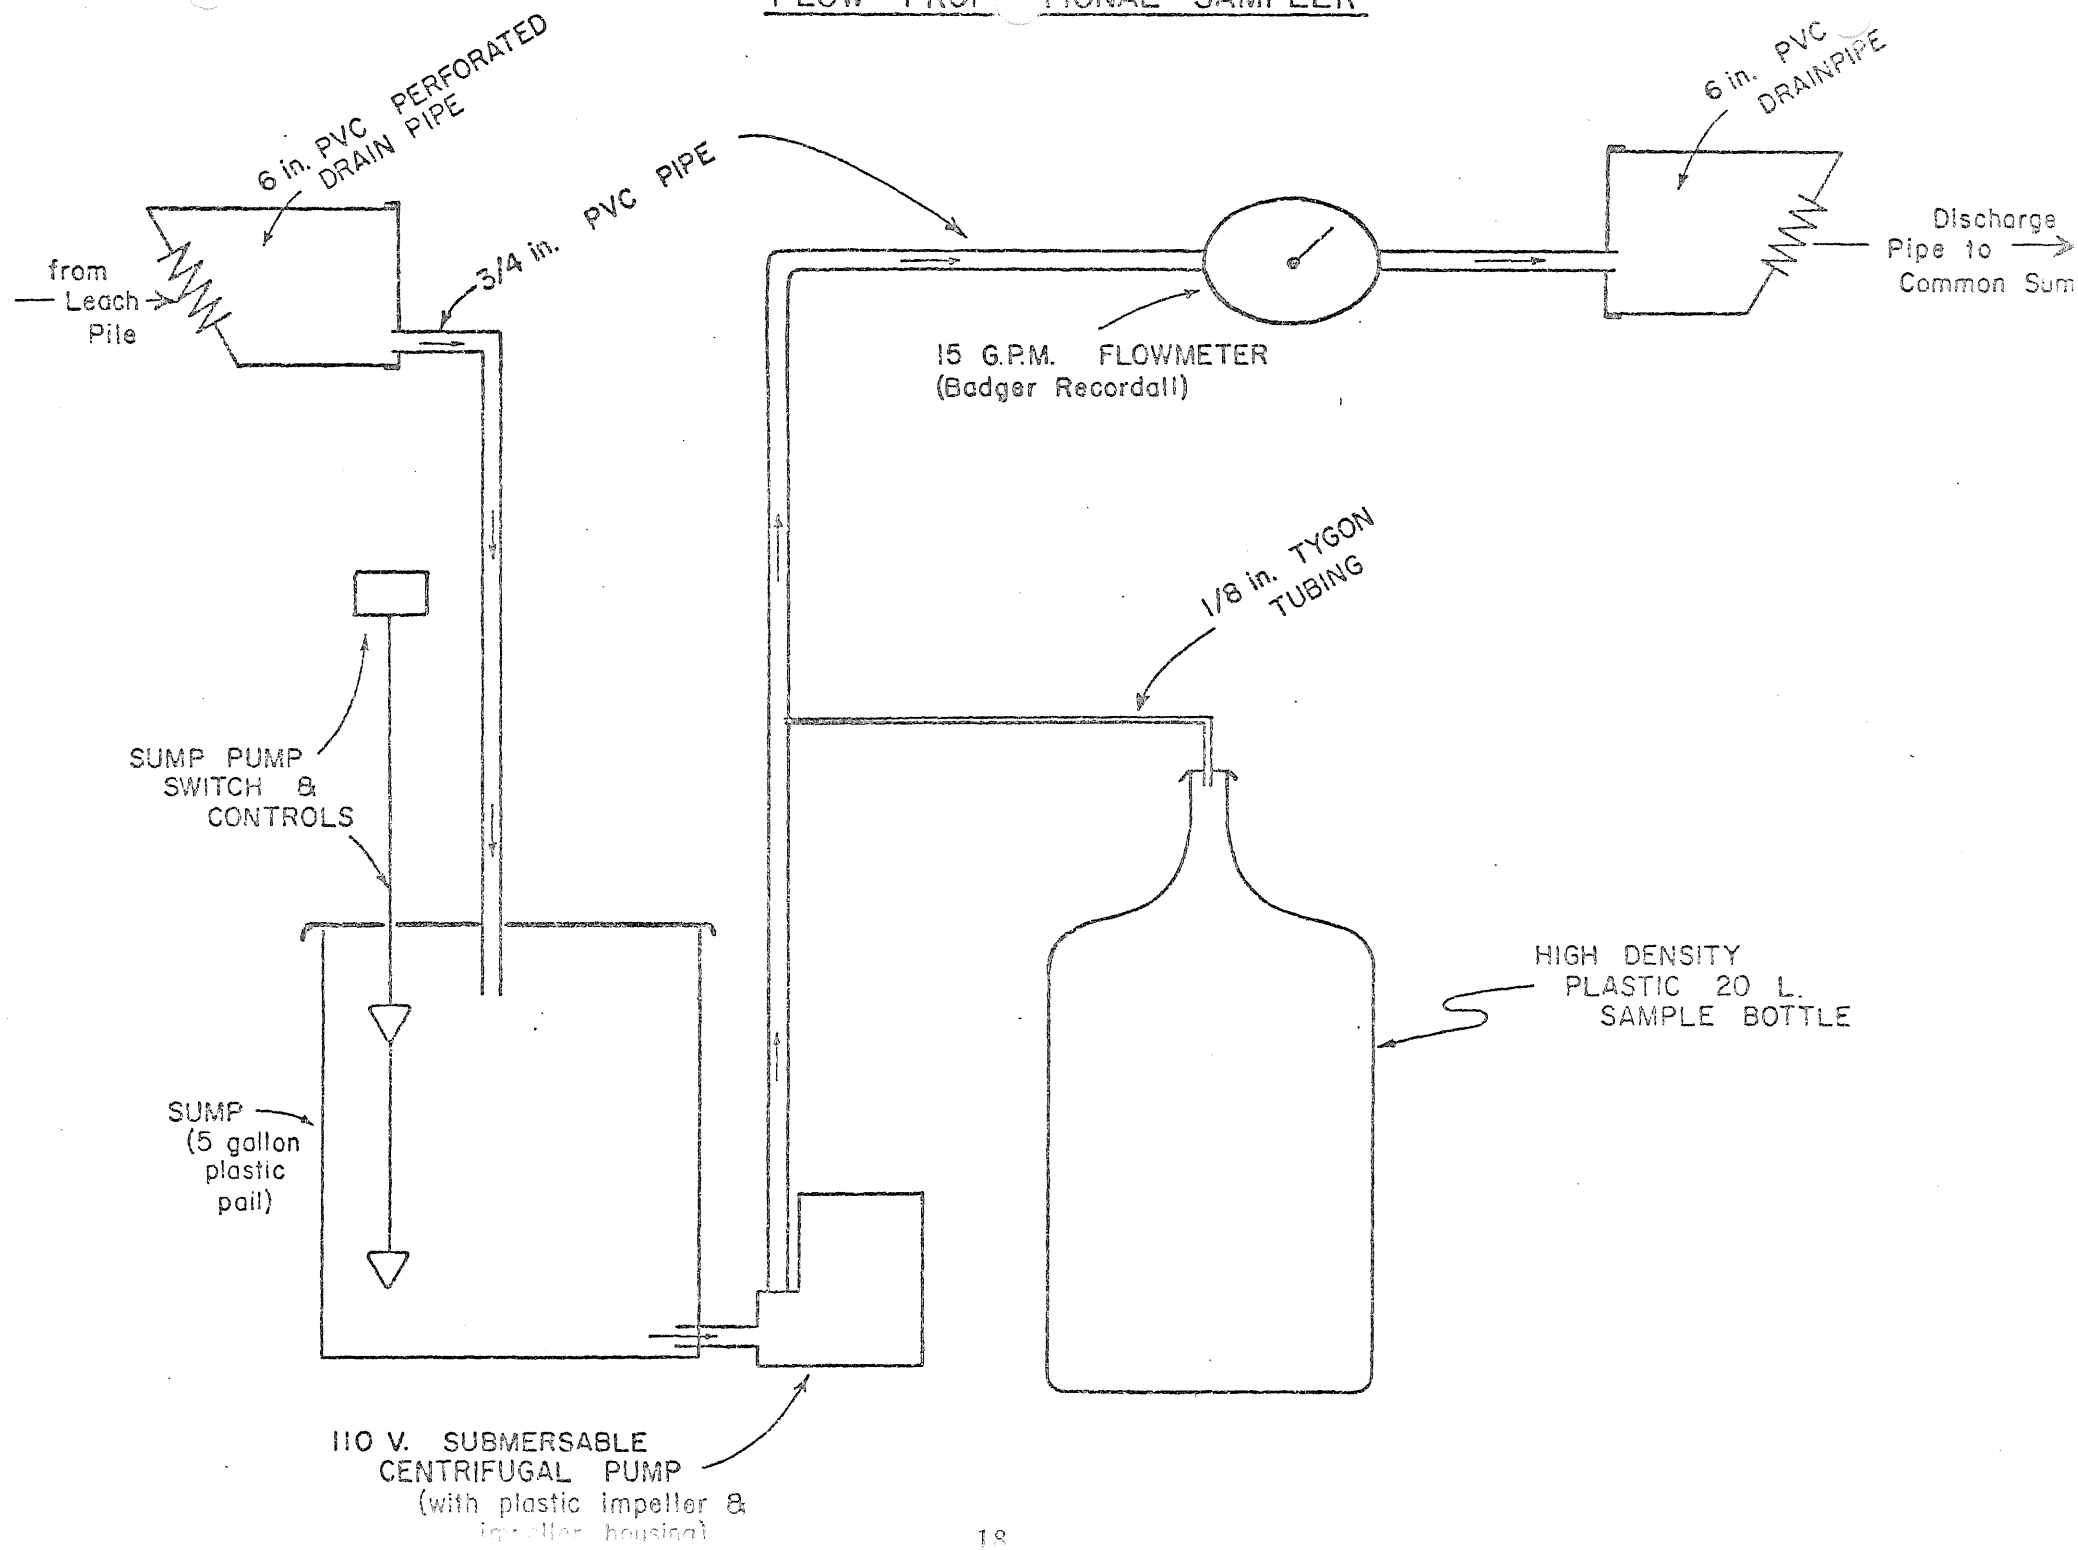 SAMPLER
6 in. PVC PERFORATED
DRAIN PIPE
3/4 in. PVC PIPE
6 in. PVC
DRAINPIPE
from
Leach
Pile
Discharge
Pipe to
Common
15 G.P.M. FLOWMETER
(Badger Recordall)
1/8 in. TYGON
TUBING
SUMP PUMP
SWITCH &
CONTROLS
HIGH DENSITY
PLASTIC 20 L.
SAMPLE BOTTLE
SUMP
(5 gallon
plastic
pail)
110 V. SUBMERSABLE
CENTRIFUGAL PUMP
(with plastic impeller &
housing)
18